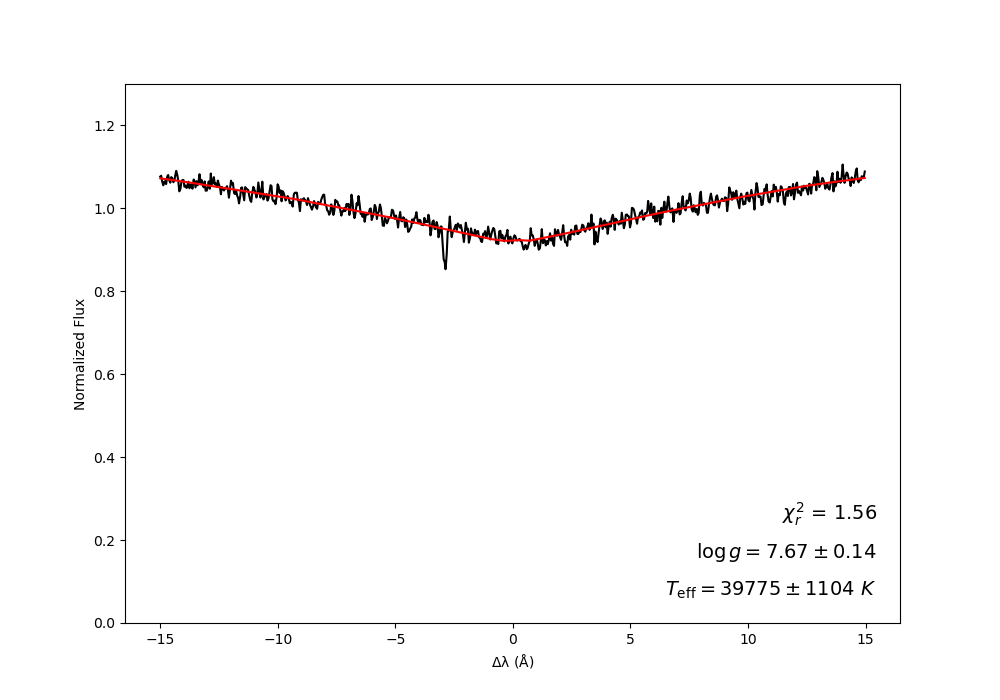 1.2
1.0
0.8
0.6
0.4
0.2
0.0
Normalized Flux
χ²ᵣ = 1.56
log g = 7.67 ± 0.14
T_eff = 39775 ± 1104 K
−15 −10 −5 0 5 10 15
Δλ (Å)